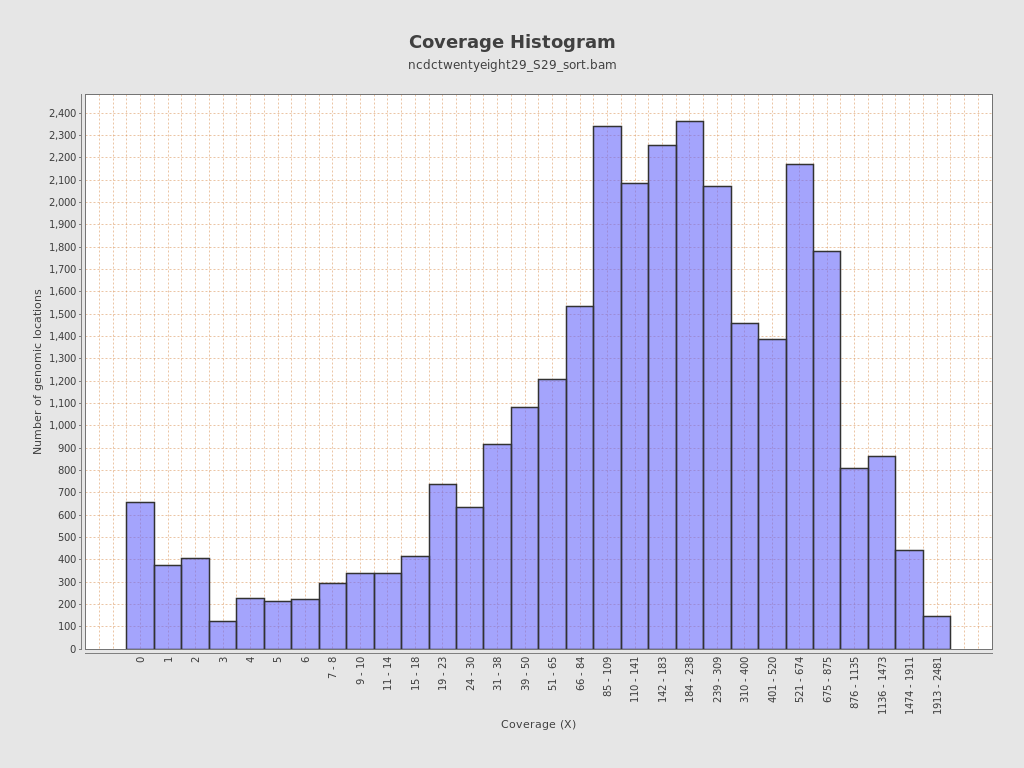 Coverage Histogram
ncdctwentyeight29_S29_sort.bam
Number of genomic locations
2,400
2,300
2,200
2,100
2,000
1,900
1,800
1,700
1,600
1,500
1,400
1,300
1,200
1,100
1,000
900
800
700
600
500
400
300
200
100
0
0
1
2
3
4
5
6
7 - 8
9 - 10
11 - 14
15 - 18
19 - 23
24 - 30
31 - 38
39 - 50
51 - 65
66 - 84
85 - 109
110 - 141
142 - 183
184 - 238
239 - 309
310 - 400
401 - 520
521 - 674
675 - 875
876 - 1135
1136 - 1473
1474 - 1911
1913 - 2481
Coverage (X)